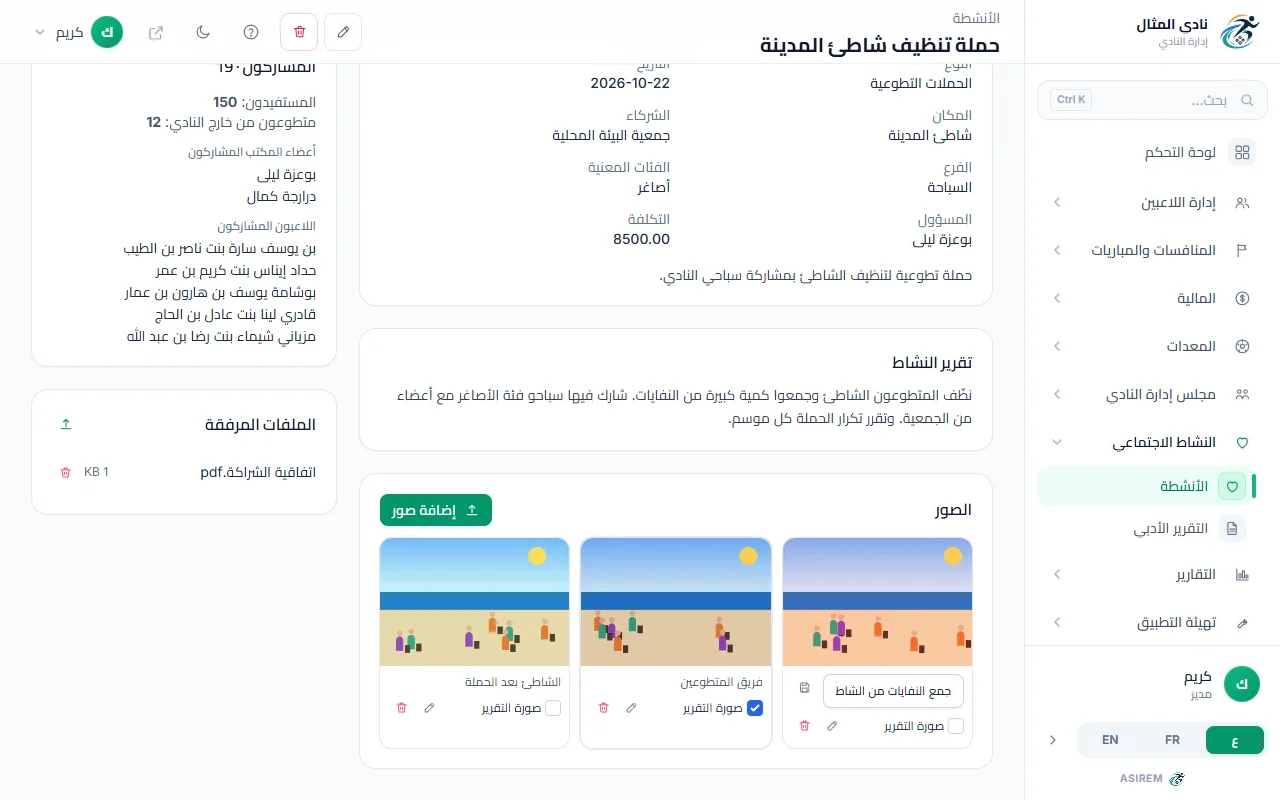 نادي المثال
إدارة النادي
بحث...
Ctrl K
لوحة التحكم
إدارة اللاعبين
المنافسات والمباريات
المالية
المعدات
مجلس إدارة النادي
النشاط الاجتماعي
الأنشطة
التقرير الأدبي
التقارير
تهيئة التطبيق
ك
كريم
مدير
ع
FR
EN
ASIREM
الأنشطة
حملة تنظيف شاطئ المدينة
ك
كريم
النوع
الحملات التطوعية
التاريخ
2026-10-22
المكان
شاطئ المدينة
الشركاء
جمعية البيئة المحلية
الفرع
السباحة
الفئات المعنية
أصاغر
المسؤول
بوعزة ليلى
التكلفة
8500.00
حملة تطوعية لتنظيف الشاطئ بمشاركة سباحي النادي.
تقرير النشاط
نظّف المتطوعون الشاطئ وجمعوا كمية كبيرة من النفايات. شارك فيها سباحو فئة الأصاغر مع أعضاء
من الجمعية. وتقرر تكرار الحملة كل موسم.
الصور
إضافة صور
جمع النفايات من الشاط
صورة التقرير
فريق المتطوعين
صورة التقرير
الشاطئ بعد الحملة
صورة التقرير
المشاركون · 19
المستفيدون: 150
متطوعون من خارج النادي: 12
أعضاء المكتب المشاركون
بوعزة ليلى
درارجة كمال
اللاعبون المشاركون
بن يوسف سارة بنت ناصر بن الطيب
حداد إيناس بنت كريم بن عمر
بوشامة يوسف بن هارون بن عمار
قادري لينا بنت عادل بن الحاج
مزياني شيماء بنت رضا بن عبد الله
الملفات المرفقة
اتفاقية الشراكة.pdf
1 KB